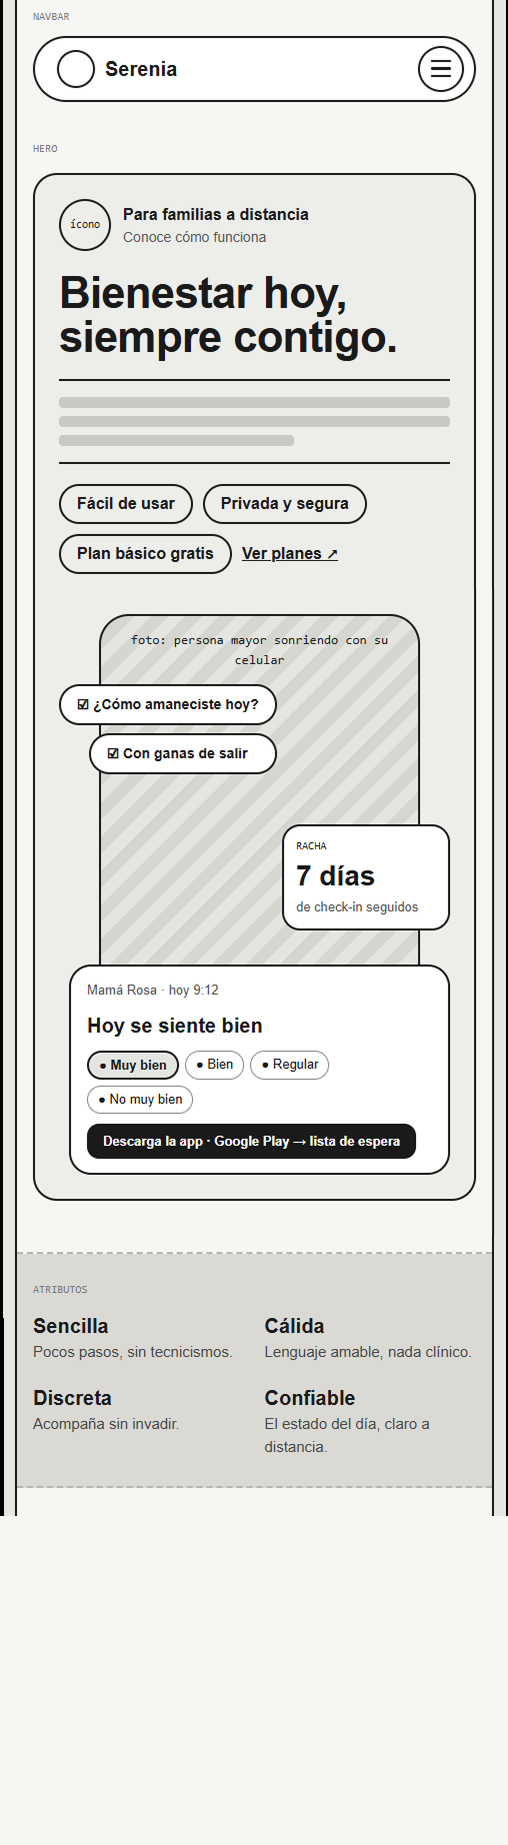 NAVBAR
Serenia
HERO
ícono
Para familias a distancia
Conoce cómo funciona
Bienestar hoy,
siempre contigo.
Fácil de usar
Privada y segura
Plan básico gratis
Ver planes ↗
foto: persona mayor sonriendo con su
celular
☑ ¿Cómo amaneciste hoy?
☑ Con ganas de salir
RACHA
7 días
de check-in seguidos
Mamá Rosa · hoy 9:12
Hoy se siente bien
● Muy bien
● Bien
● Regular
● No muy bien
Descarga la app · Google Play → lista de espera
ATRIBUTOS
Sencilla
Pocos pasos, sin tecnicismos.
Cálida
Lenguaje amable, nada clínico.
Discreta
Acompaña sin invadir.
Confiable
El estado del día, claro a
distancia.